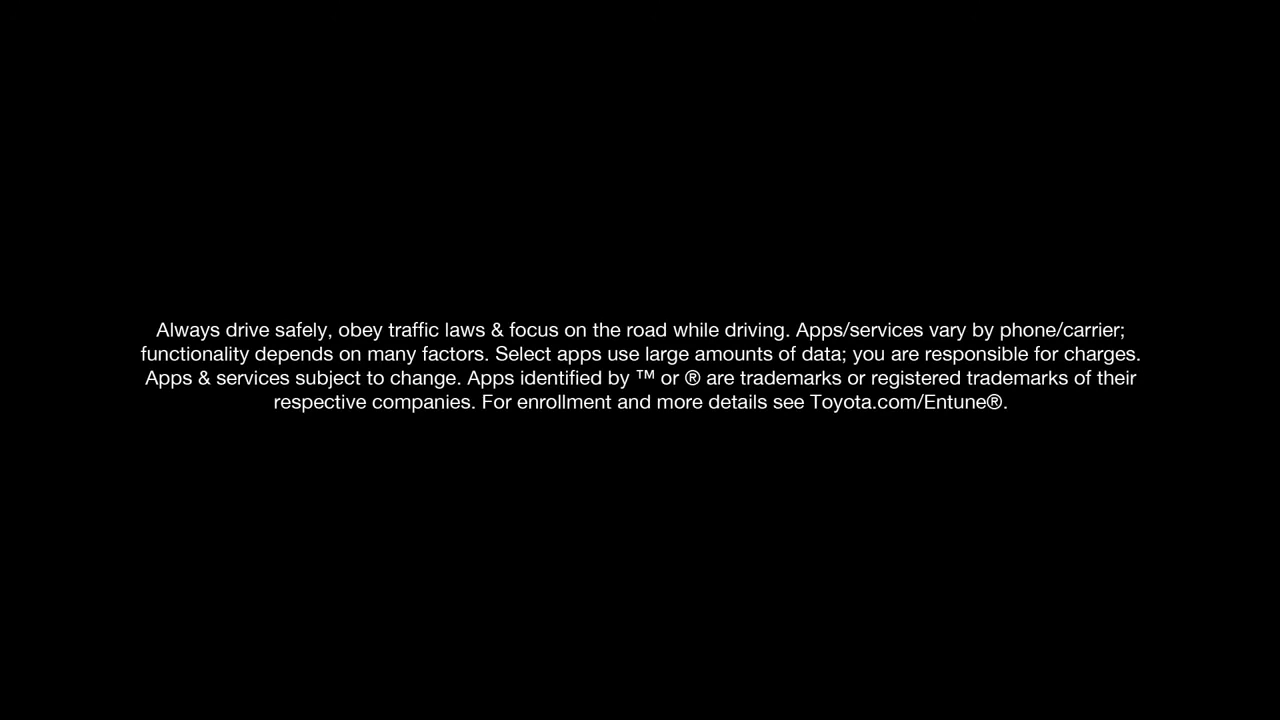 Always drive safely, obey traffic laws & focus on the road while driving. Apps/services vary by phone/carrier;
functionality depends on many factors. Select apps use large amounts of data; you are responsible for charges.
Apps & services subject to change. Apps identified by ™ or ® are trademarks or registered trademarks of their
respective companies. For enrollment and more details see Toyota.com/Entune®.